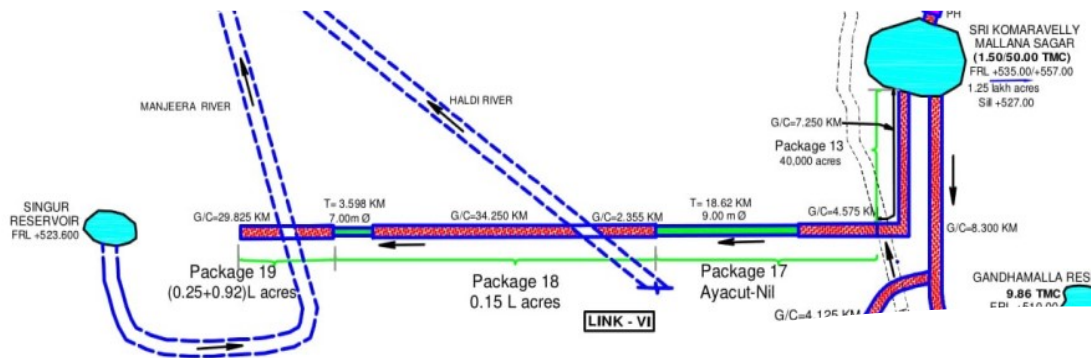 PH
SRI KOMARAVELLY
MALLANA SAGAR
(1.50/50.00 TMC)
FRL +535.00/+557.00
1.25 lakh acres
Sill +527.00
MANJEERA RIVER
HALDI RIVER
G/C=7.250 KM
Package 13
40,000 acres
SINGUR
RESERVOIR
FRL +523.600
G/C=29.825 KM
T= 3.598 KM
7.00m Ø
G/C=34.250 KM
G/C=2.355 KM
T= 18.62 KM
9.00 m Ø
G/C=4.575 KM
G/C=8.300 KM
Package 19
(0.25+0.92)L acres
Package 18
0.15 L acres
Package 17
Ayacut-Nil
LINK - VI
GANDHAMALLA RES
9.86 TMC
G/C=4.125 KM